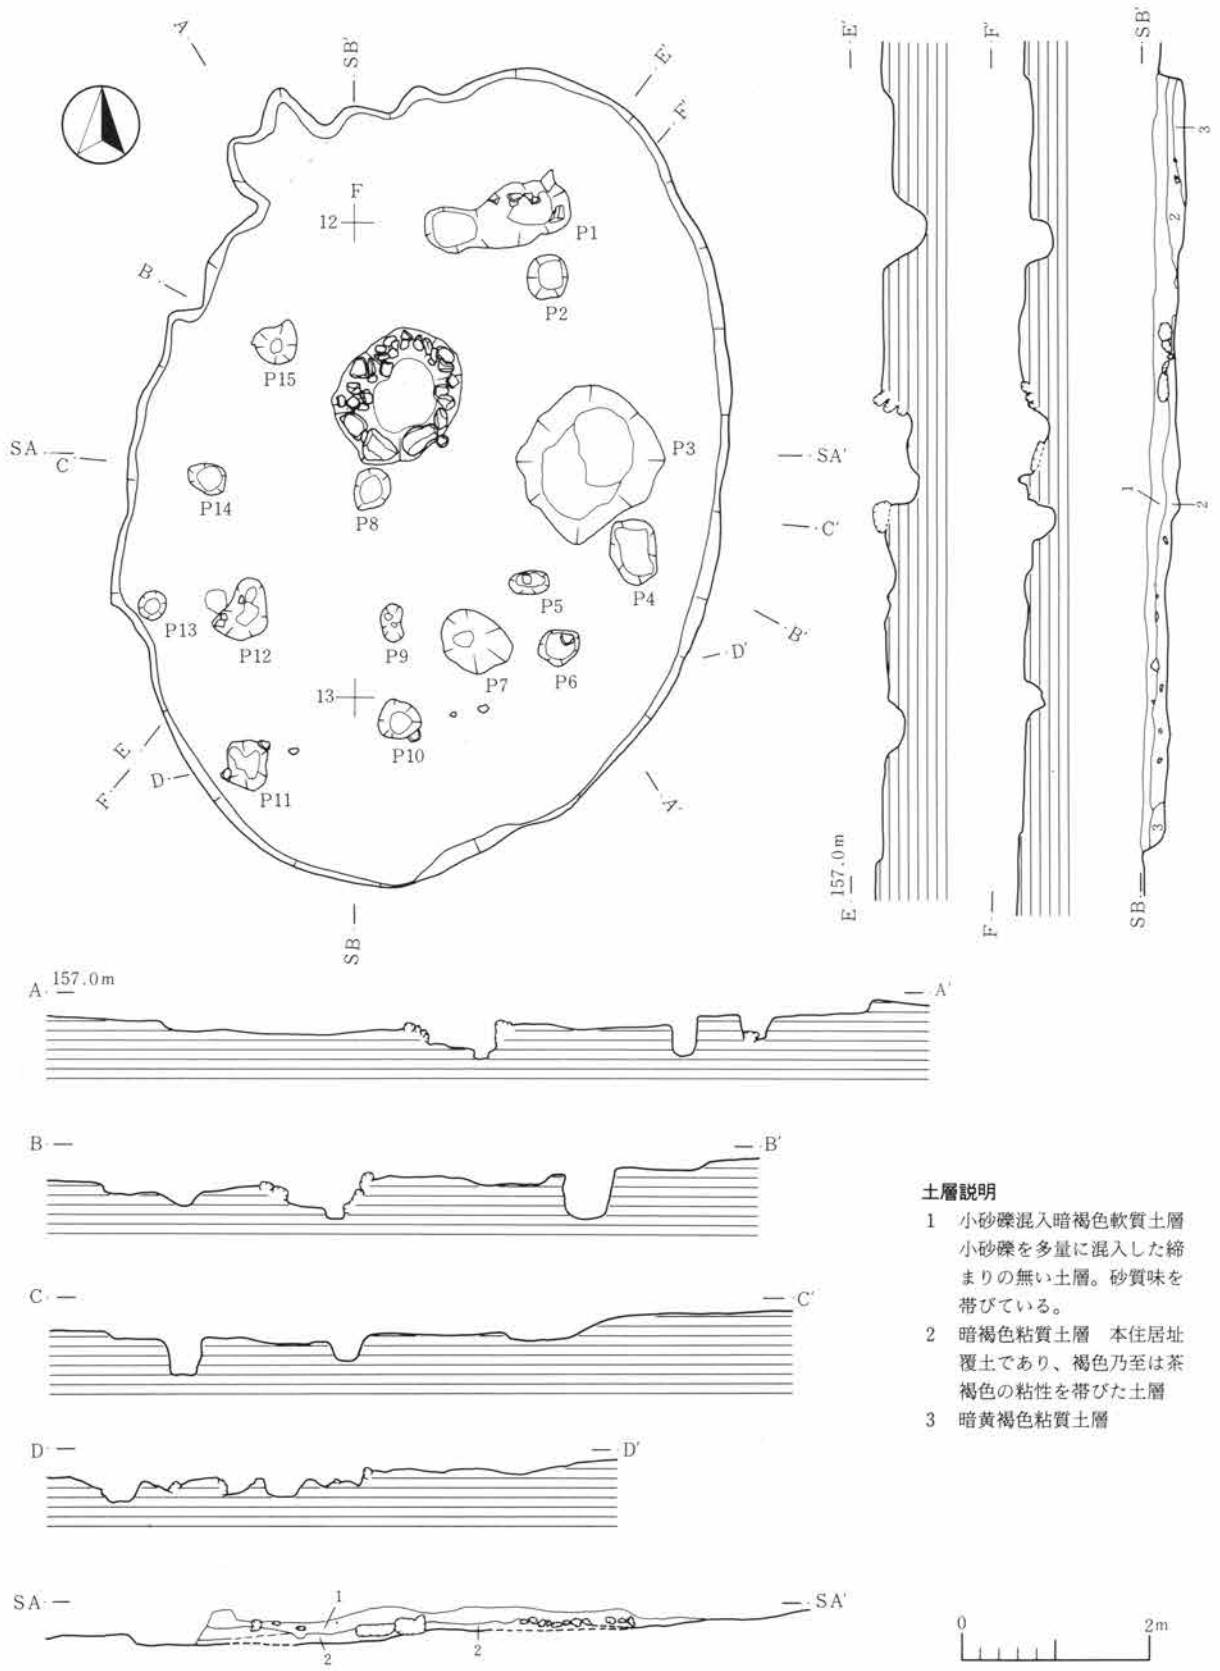 A
SB'
E'
F'
F
12
P1
P2
B
P15
P3
SA
C
SA'
P14
P8
C'
P4
P5
P13
P12
P9
P7
P6
B'
D'
13
P10
E
F
D
P11
A'
SB
E'
F'
SB'
3
2
1
2
3
E
157.0m
F
SB
A 157.0m
A'
B
B'
C
C'
D
D'
SA
1
2
2
SA'
土層説明
1 小砂礫混入暗褐色軟質土層
小砂礫を多量に混入した締
まりの無い土層。砂質味を
帯びている。
2 暗褐色粘質土層 本住居址
覆土であり、褐色乃至は茶
褐色の粘性を帯びた土層
3 暗黄褐色粘質土層
0 2m